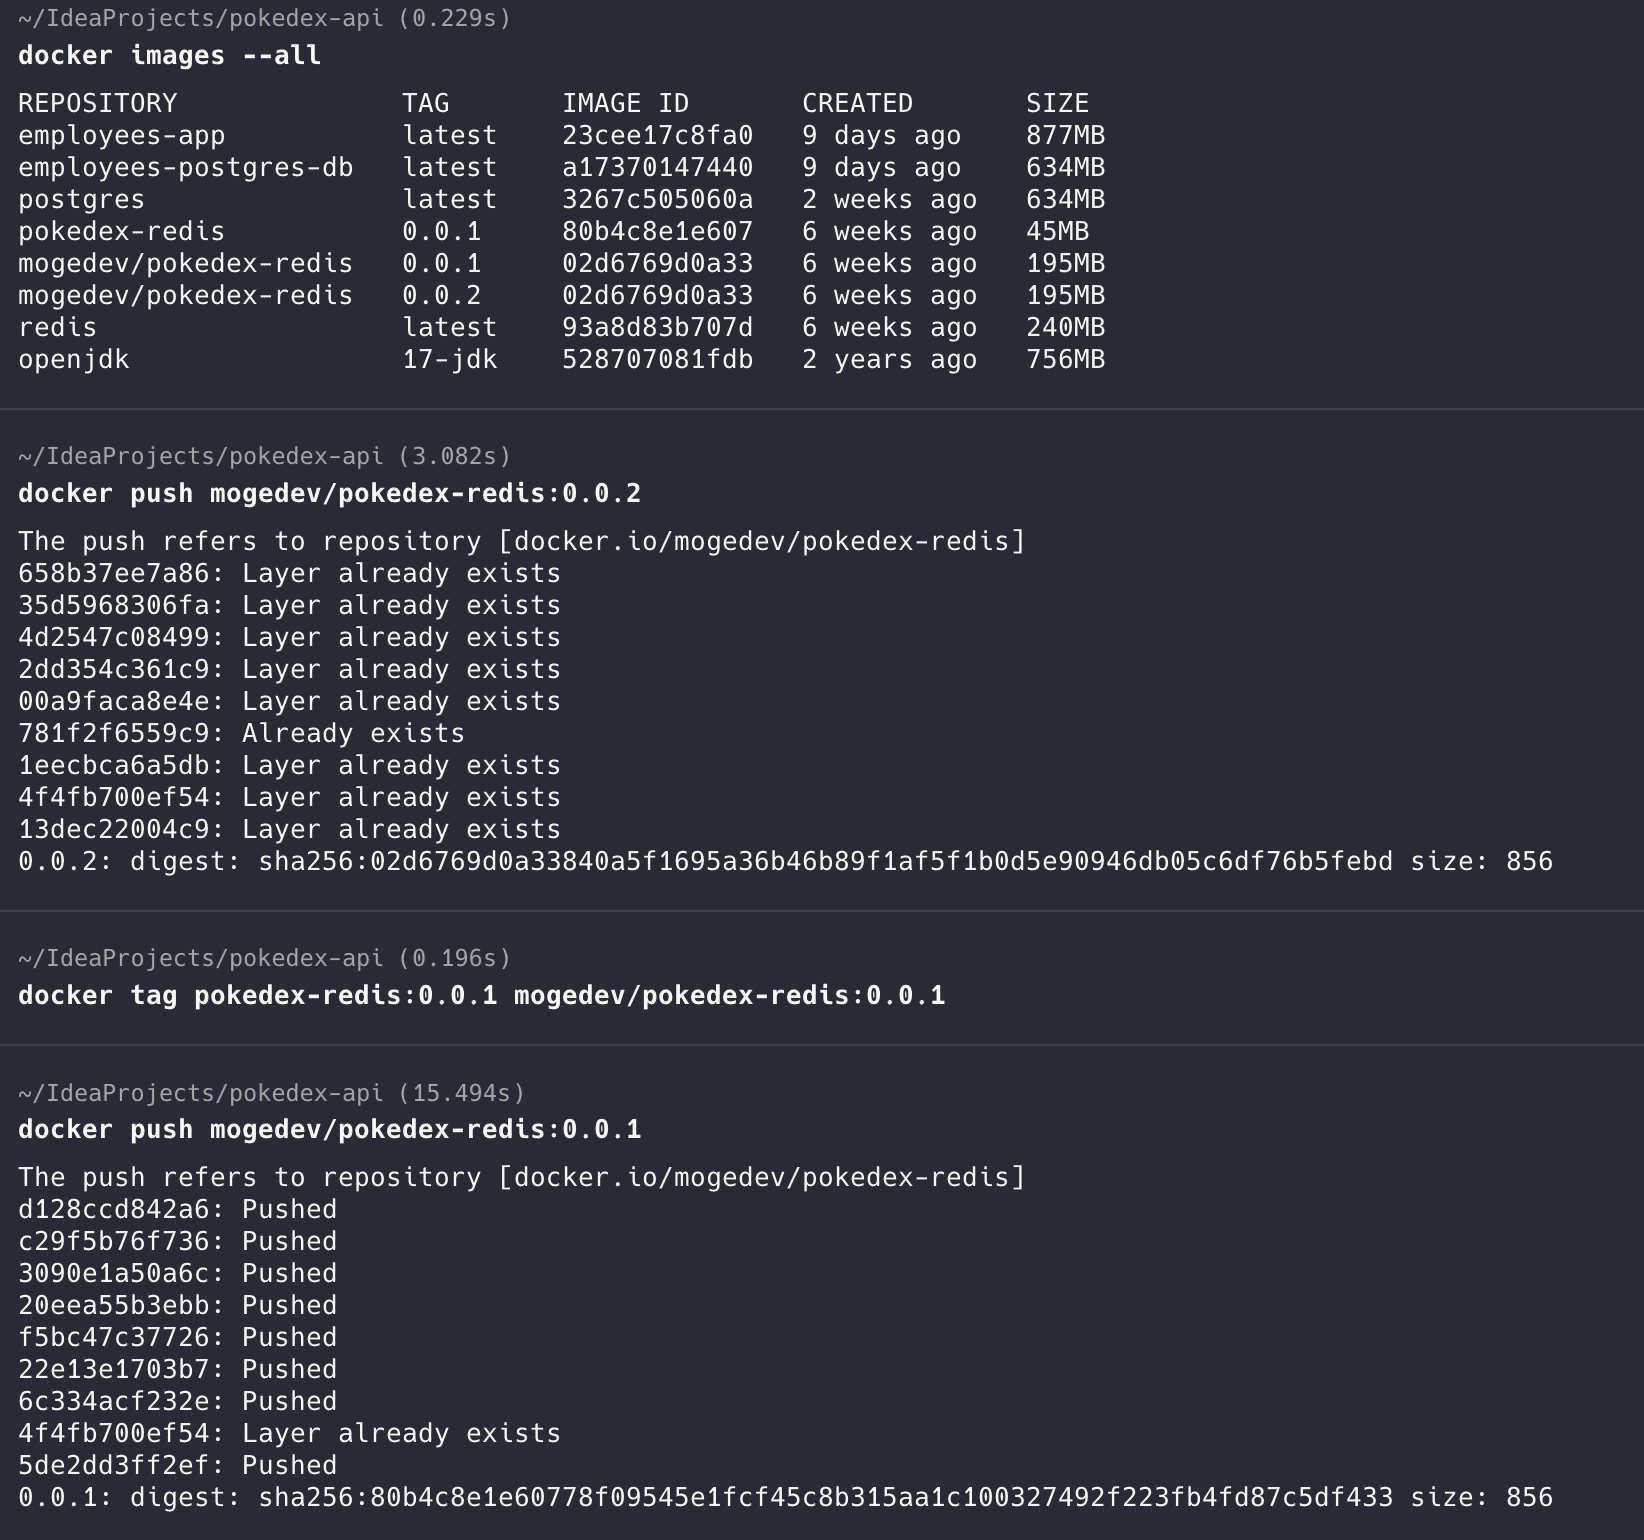 ~/IdeaProjects/pokedex-api (0.229s)
docker images --all
REPOSITORY TAG IMAGE ID CREATED SIZE
employees-app latest 23cee17c8fa0 9 days ago 877MB
employees-postgres-db latest a17370147440 9 days ago 634MB
postgres latest 3267c505060a 2 weeks ago 634MB
pokedex-redis 0.0.1 80b4c8e1e607 6 weeks ago 45MB
mogedev/pokedex-redis 0.0.1 02d6769d0a33 6 weeks ago 195MB
mogedev/pokedex-redis 0.0.2 02d6769d0a33 6 weeks ago 195MB
redis latest 93a8d83b707d 6 weeks ago 240MB
openjdk 17-jdk 528707081fdb 2 years ago 756MB
~/IdeaProjects/pokedex-api (3.082s)
docker push mogedev/pokedex-redis:0.0.2
The push refers to repository [docker.io/mogedev/pokedex-redis]
658b37ee7a86: Layer already exists
35d5968306fa: Layer already exists
4d2547c08499: Layer already exists
2dd354c361c9: Layer already exists
00a9faca8e4e: Layer already exists
781f2f6559c9: Already exists
1eecbca6a5db: Layer already exists
4f4fb700ef54: Layer already exists
13dec22004c9: Layer already exists
0.0.2: digest: sha256:02d6769d0a33840a5f1695a36b46b89f1af5f1b0d5e90946db05c6df76b5febd size: 856
~/IdeaProjects/pokedex-api (0.196s)
docker tag pokedex-redis:0.0.1 mogedev/pokedex-redis:0.0.1
~/IdeaProjects/pokedex-api (15.494s)
docker push mogedev/pokedex-redis:0.0.1
The push refers to repository [docker.io/mogedev/pokedex-redis]
d128ccd842a6: Pushed
c29f5b76f736: Pushed
3090e1a50a6c: Pushed
20eea55b3ebb: Pushed
f5bc47c37726: Pushed
22e13e1703b7: Pushed
6c334acf232e: Pushed
4f4fb700ef54: Layer already exists
5de2dd3ff2ef: Pushed
0.0.1: digest: sha256:80b4c8e1e60778f09545e1fcf45c8b315aa1c100327492f223fb4fd87c5df433 size: 856